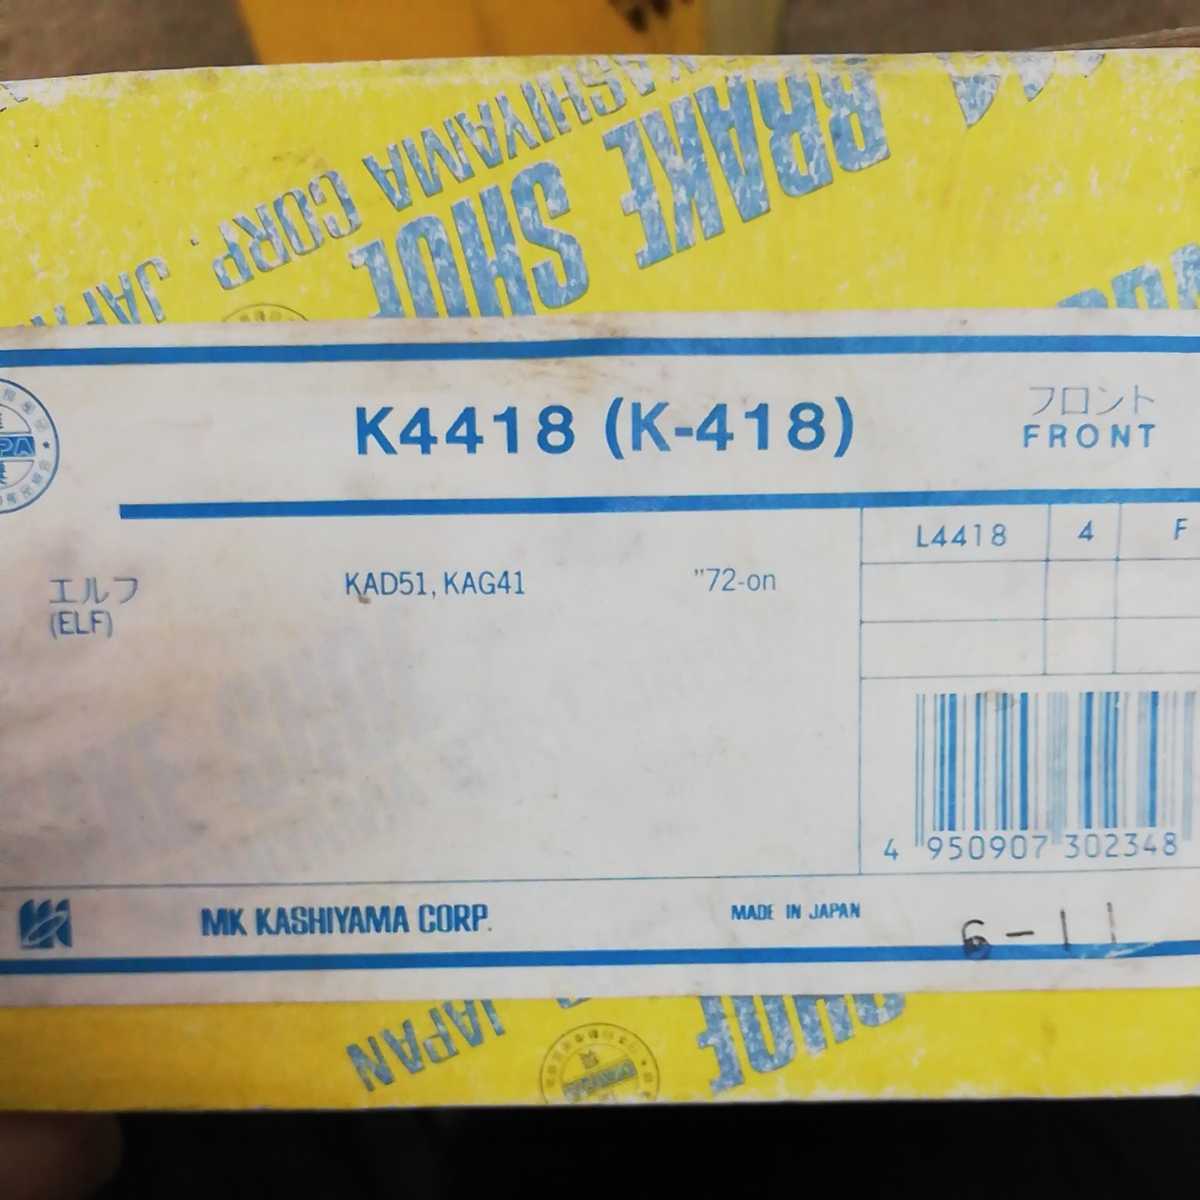 KASHIYAMA CORP. JAPAN
BRAKE SHOE
K4418 (K-418)
フロント
FRONT
L4418 4 F
エルフ
(ELF)
KAD51, KAG41
"72-on
4 950907 302348
MK KASHIYAMA CORP.
MADE IN JAPAN
6-11
JAPAN
SHOE